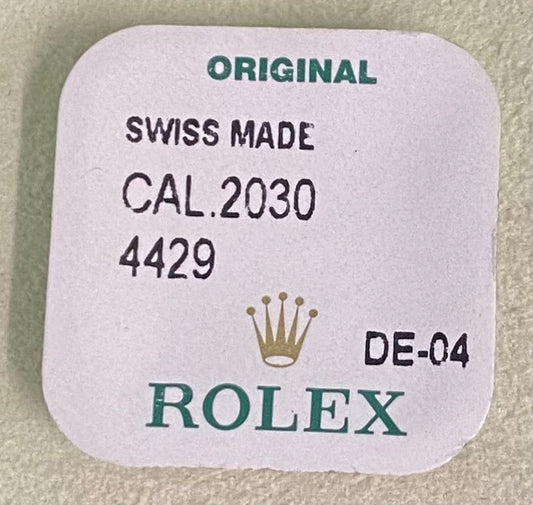 ORIGINAL
SWISS MADE
CAL.2030
4429
DE-04
ROLEX